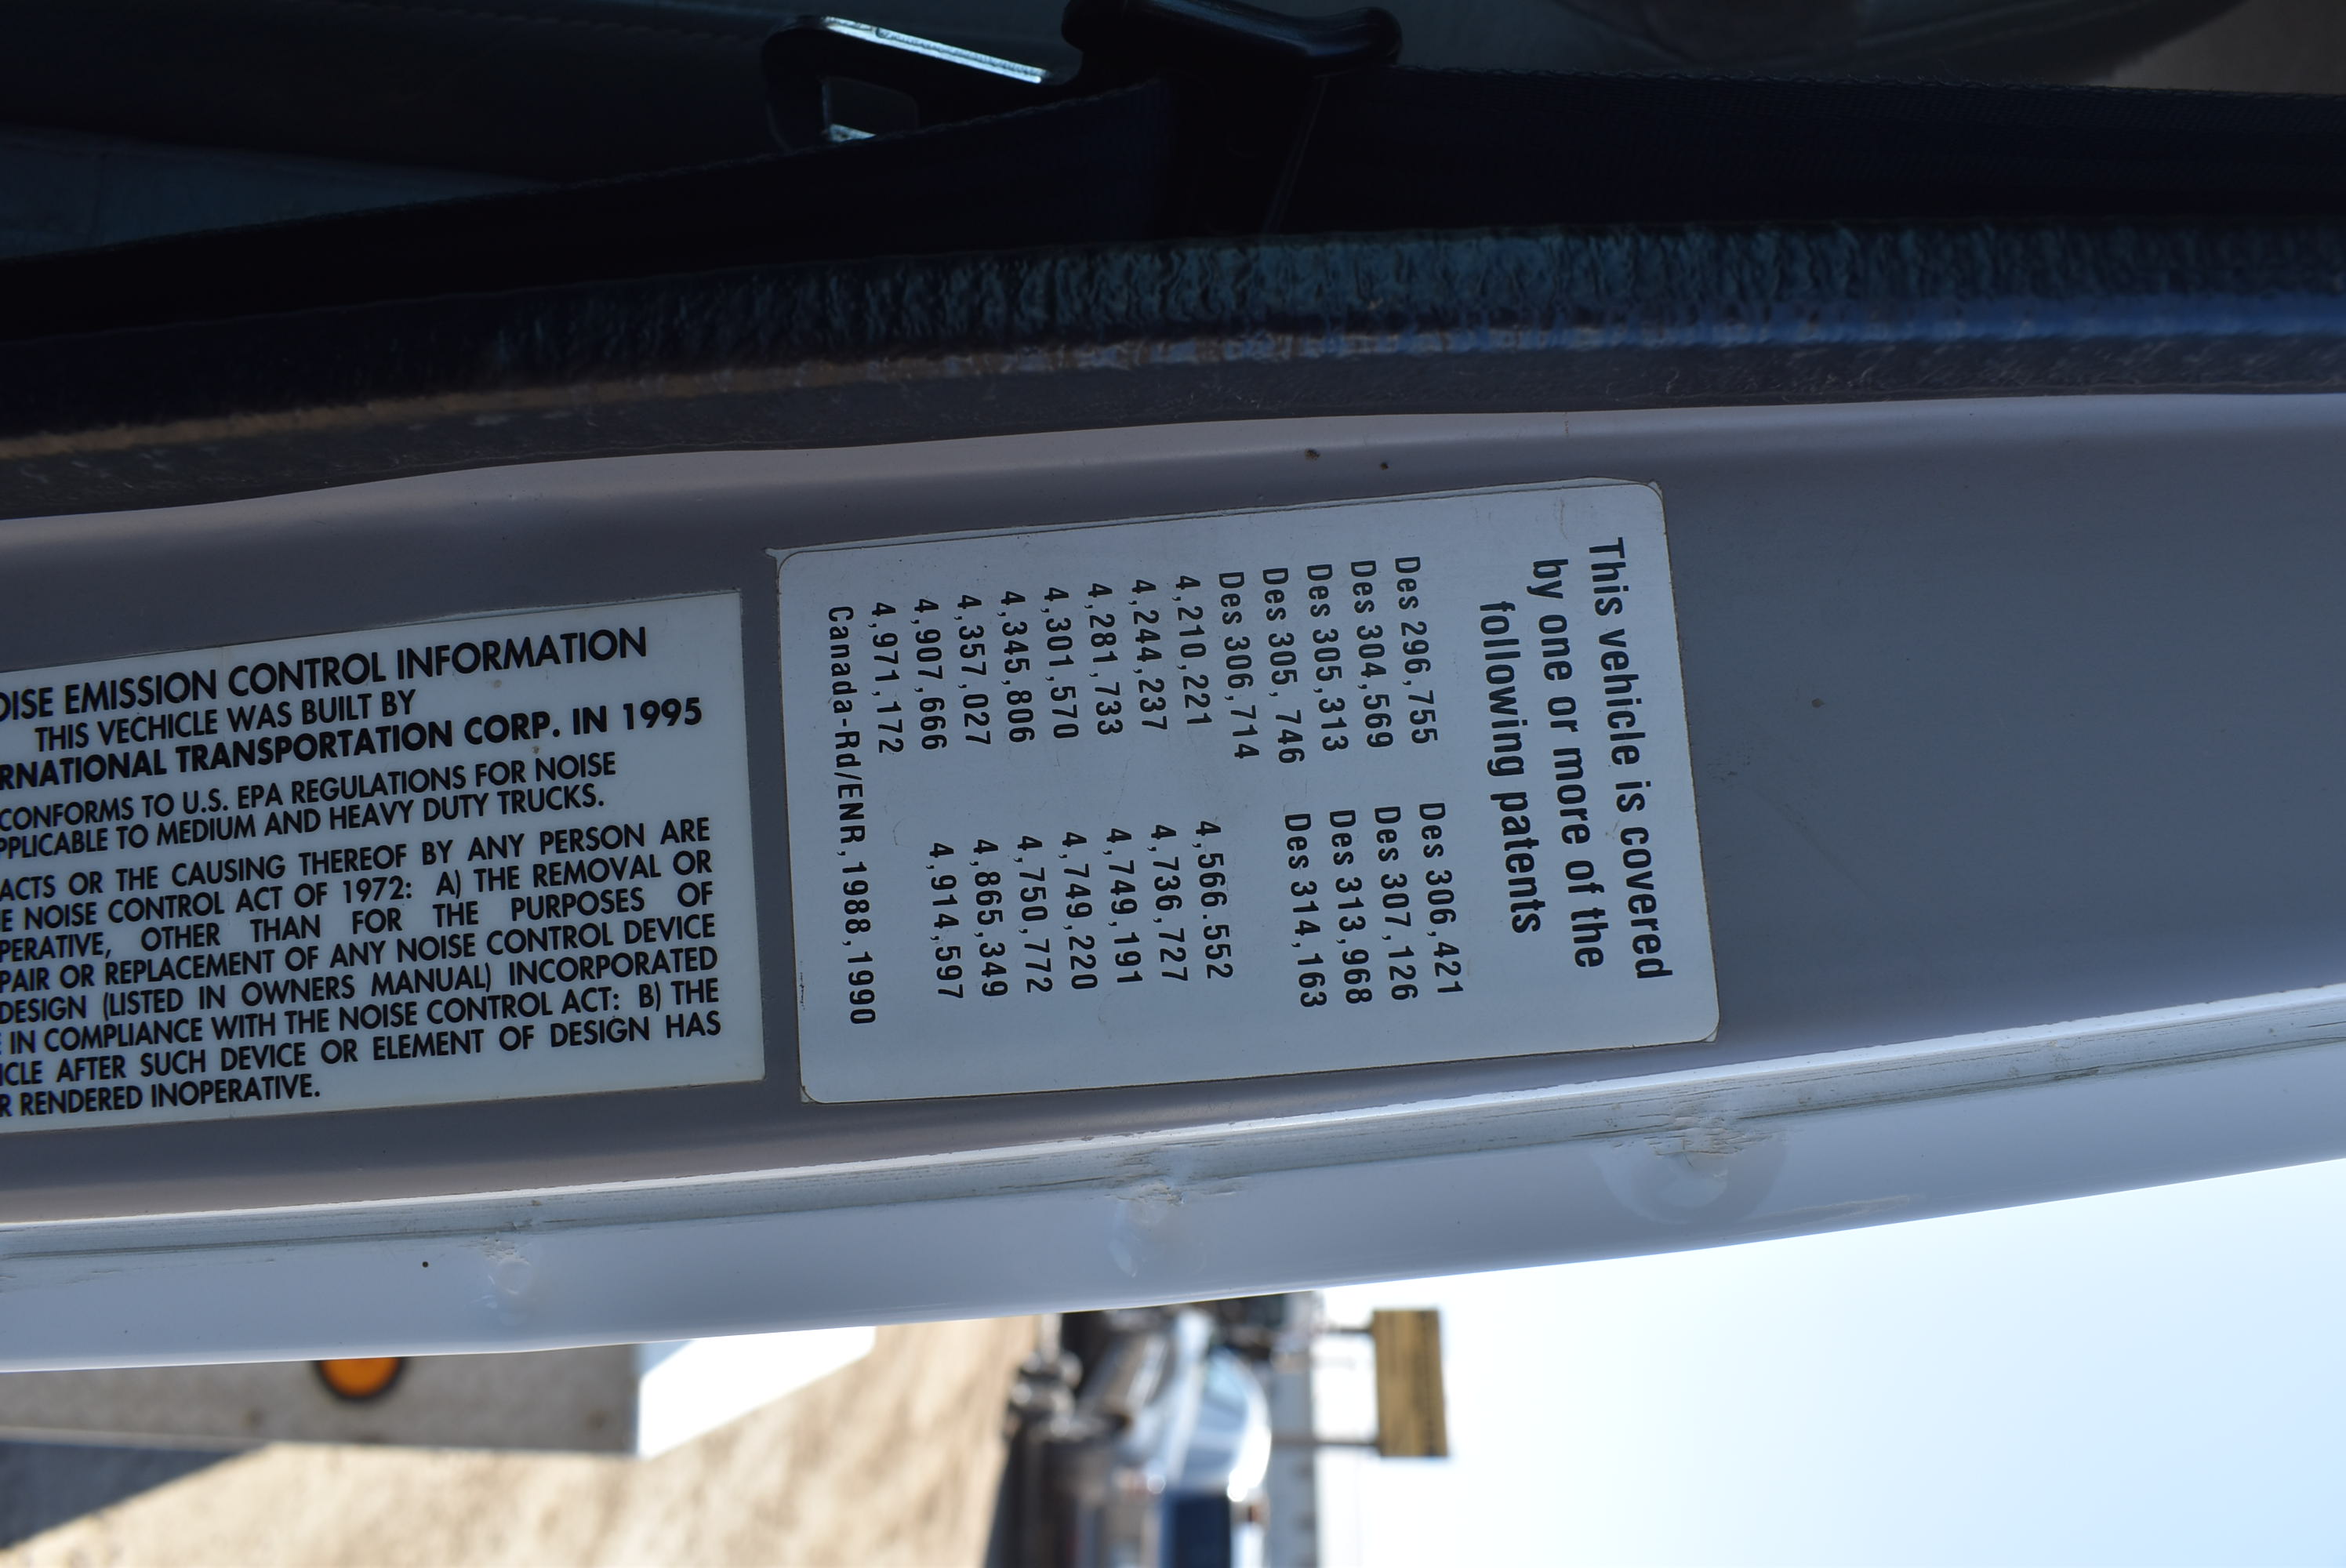 OISE EMISSION CONTROL INFORMATION
THIS VECHICLE WAS BUILT BY
RNATIONAL TRANSPORTATION CORP. IN 1995
CONFORMS TO U.S. EPA REGULATIONS FOR NOISE
PPLICABLE TO MEDIUM AND HEAVY DUTY TRUCKS.
ACTS OR THE CAUSING THEREOF BY ANY PERSON ARE
E NOISE CONTROL ACT OF 1972: A) THE REMOVAL OR
PERATIVE, OTHER THAN FOR THE PURPOSES OF
PAIR OR REPLACEMENT OF ANY NOISE CONTROL DEVICE
DESIGN (LISTED IN OWNERS MANUAL) INCORPORATED
IN COMPLIANCE WITH THE NOISE CONTROL ACT: B) THE
ICLE AFTER SUCH DEVICE OR ELEMENT OF DESIGN HAS
R RENDERED INOPERATIVE.
This vehicle is covered
by one or more of the
following patents
Des 296,755 Des 306,421
Des 304,569 Des 307,126
Des 305,313 Des 313,968
Des 305, 746 Des 314,163
Des 306,714
4,210,221 4,566.552
4,244,237 4,736,727
4,281,733 4,749,191
4,301,570 4,749,220
4,345,806 4,750,772
4,357,027 4,865,349
4,907,666 4,914,597
4,971,172
Canada-Rd/ENR,1988,1990